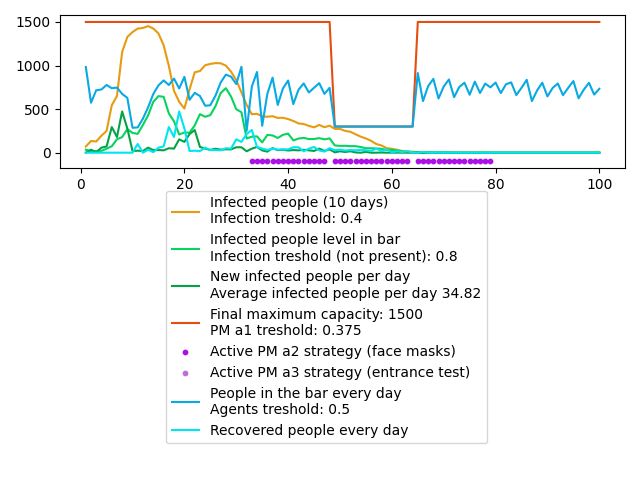 1500
1000
500
0
0
20
40
60
80
100
Infected people (10 days)
Infection treshold: 0.4
Infected people level in bar
Infection treshold (not present): 0.8
New infected people per day
Average infected people per day 34.82
Final maximum capacity: 1500
PM a1 treshold: 0.375
Active PM a2 strategy (face masks)
Active PM a3 strategy (entrance test)
People in the bar every day
Agents treshold: 0.5
Recovered people every day